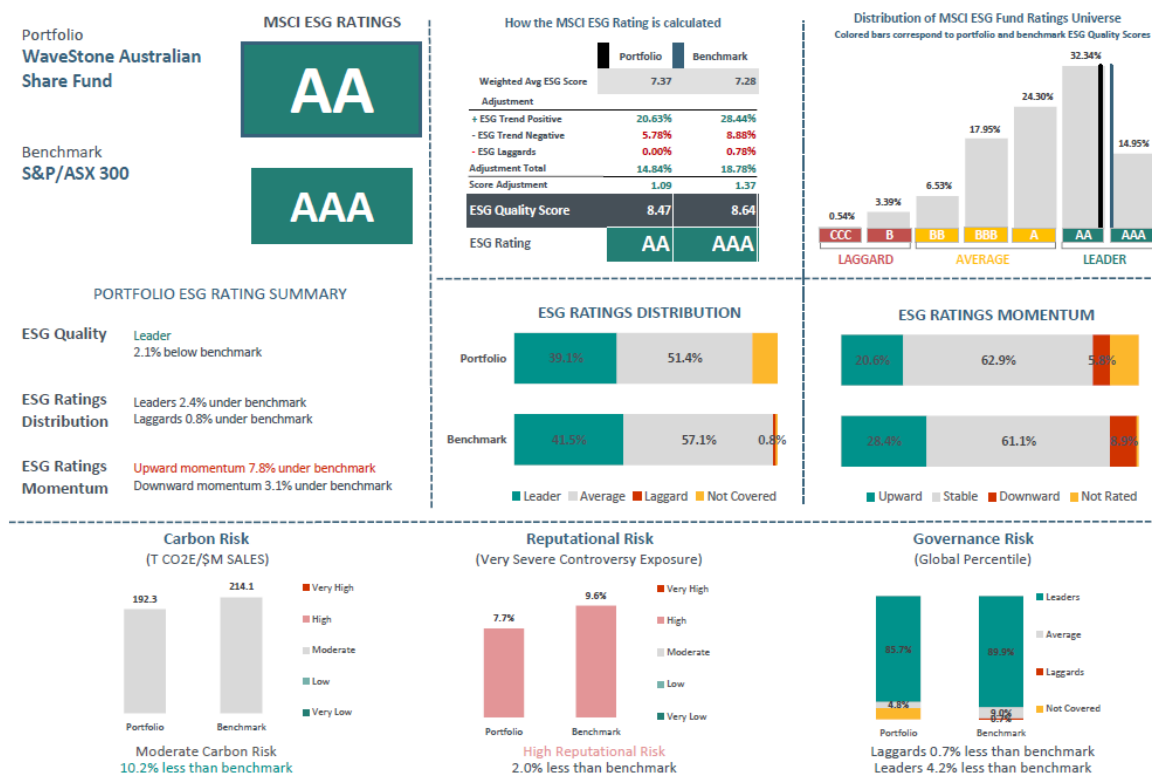 Portfolio
WaveStone Australian
Share Fund
MSCI ESG RATINGS
AA
Benchmark
S&P/ASX 300
AAA
How the MSCI ESG Rating is calculated
Portfolio Benchmark
Weighted Avg ESG Score 7.37 7.28
Adjustment
+ ESG Trend Positive 20.63% 28.44%
- ESG Trend Negative 5.78% 8.88%
- ESG Laggards 0.00% 0.78%
Adjustment Total 14.84% 18.78%
Score Adjustment 1.09 1.37
ESG Quality Score 8.47 8.64
ESG Rating AA AAA
Distribution of MSCI ESG Fund Ratings Universe
Colored bars correspond to portfolio and benchmark ESG Quality Scores
0.54% 3.39% 6.53% 17.95% 24.30% 32.34% 14.95%
CCC B BB BBB A AA AAA
LAGGARD AVERAGE LEADER
PORTFOLIO ESG RATING SUMMARY
ESG Quality
Leader
2.1% below benchmark
ESG Ratings
Distribution
Leaders 2.4% under benchmark
Laggards 0.8% under benchmark
ESG Ratings
Momentum
Upward momentum 7.8% under benchmark
Downward momentum 3.1% under benchmark
ESG RATINGS DISTRIBUTION
Portfolio 39.1% 51.4%
Benchmark 41.5% 57.1% 0.8%
Leader Average Laggard Not Covered
ESG RATINGS MOMENTUM
20.6% 62.9% 5.8%
28.4% 61.1% 8.9%
Upward Stable Downward Not Rated
Carbon Risk
(T CO2E/$M SALES)
192.3 214.1
Portfolio Benchmark
Very High
High
Moderate
Low
Very Low
Moderate Carbon Risk
10.2% less than benchmark
Reputational Risk
(Very Severe Controversy Exposure)
7.7% 9.6%
Portfolio Benchmark
Very High
High
Moderate
Low
Very Low
High Reputational Risk
2.0% less than benchmark
Governance Risk
(Global Percentile)
85.7% 89.9%
4.8% 9.0%
0.7%
Portfolio Benchmark
Leaders
Average
Laggards
Not Covered
Laggards 0.7% less than benchmark
Leaders 4.2% less than benchmark